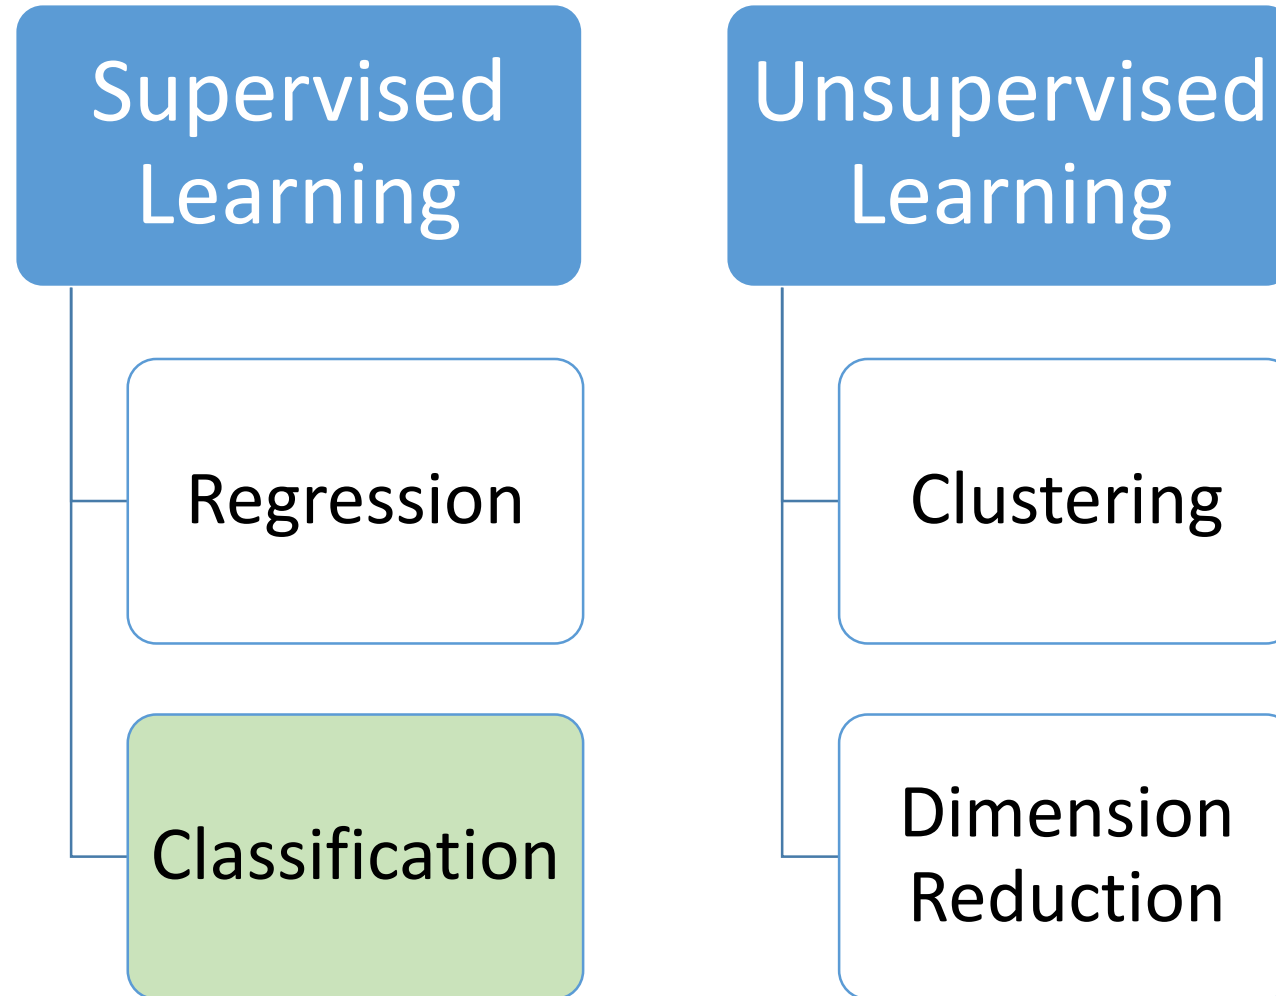 Supervised
Learning
Regression
Classification
Unsupervised
Learning
Clustering
Dimension
Reduction